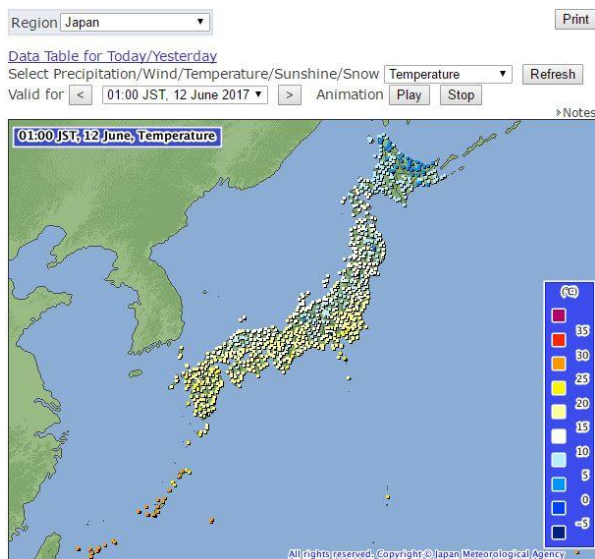 Region Japan Print
Data Table for Today/Yesterday
Select Precipitation/Wind/Temperature/Sunshine/Snow Temperature Refresh
Valid for < 01:00 JST, 12 June 2017 > Animation Play Stop
Notes
01:00 JST, 12 June, Temperature
(℃)
35
30
25
20
15
10
5
0
-5
All rights reserved. Copyright © Japan Meteorological Agency